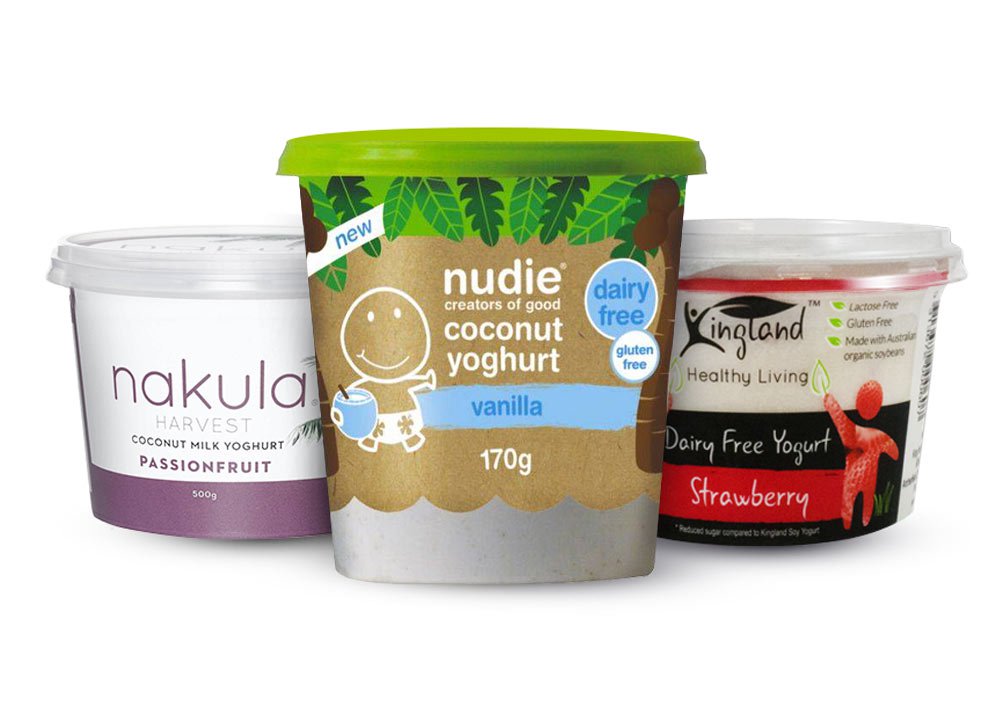 nakula
HARVEST
COCONUT MILK YOGHURT
PASSIONFRUIT
500g
new
nudie®
creators of good
coconut
yoghurt
dairy
free
gluten
free
vanilla
170g
Kingland™
Healthy Living
Lactose Free
Gluten Free
Made with Australian
organic soybeans
Dairy Free Yogurt
Strawberry
*Reduced sugar compared to Kingland Soy Yogurt